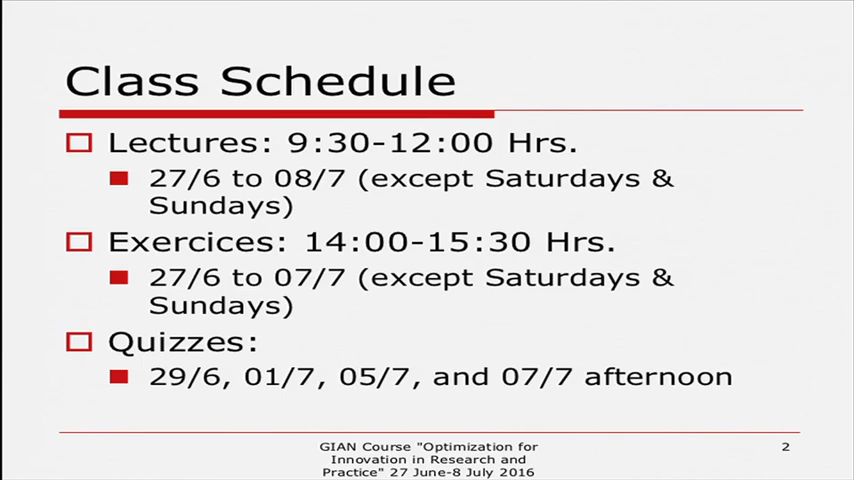 Class Schedule
Lectures: 9:30-12:00 Hrs.
27/6 to 08/7 (except Saturdays &
Sundays)
Exercices: 14:00-15:30 Hrs.
27/6 to 07/7 (except Saturdays &
Sundays)
Quizzes:
29/6, 01/7, 05/7, and 07/7 afternoon
GIAN Course "Optimization for
Innovation in Research and
Practice" 27 June-8 July 2016
2